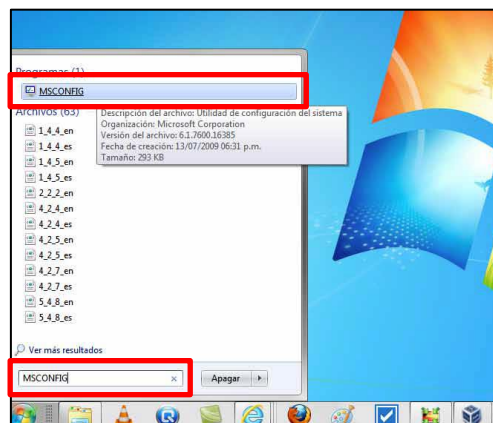 Programas (1)
MSCONFIG
Archivos (63)
Descripción del archivo: Utilidad de configuración del sistema
Organización: Microsoft Corporation
Versión del archivo: 6.1.7600.16385
Fecha de creación: 13/07/2009 06:31 p.m.
Tamaño: 293 KB
1_4_4_en
1_4_4_es
1_4_5_en
1_4_5_es
2_2_2_en
4_2_4_en
4_2_4_es
4_2_5_en
4_2_5_es
4_2_7_en
4_2_7_es
5_4_8_en
5_4_8_es
Ver más resultados
MSCONFIG
Apagar